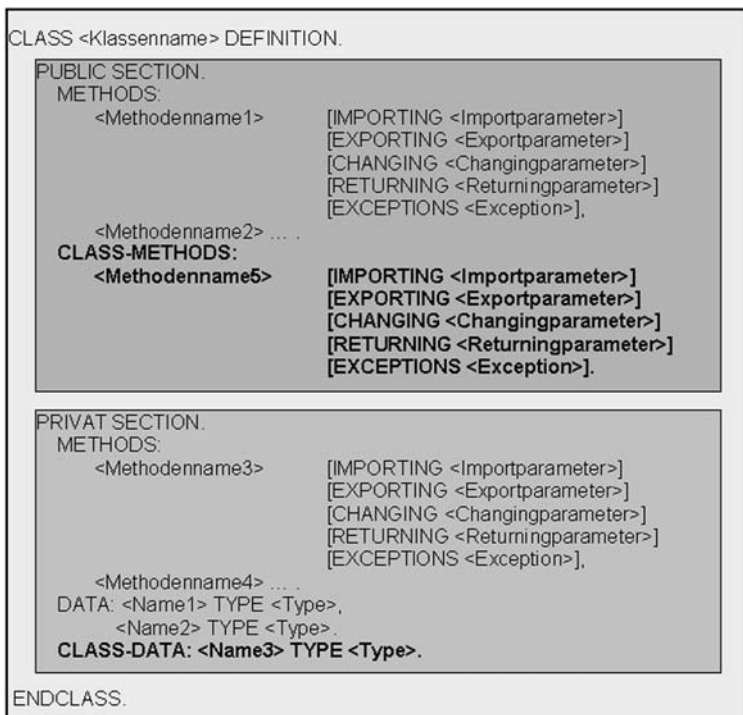 CLASS <Klassenname> DEFINITION.
PUBLIC SECTION.
METHODS:
<Methodenname1> [IMPORTING <Importparameter>]
[EXPORTING <Exportparameter>]
[CHANGING <Changingparameter>]
[RETURNING <Returningparameter>]
[EXCEPTIONS <Exception>],
<Methodenname2> ... .
CLASS-METHODS:
<Methodenname5> [IMPORTING <Importparameter>]
[EXPORTING <Exportparameter>]
[CHANGING <Changingparameter>]
[RETURNING <Returningparameter>]
[EXCEPTIONS <Exception>].
PRIVAT SECTION.
METHODS:
<Methodenname3> [IMPORTING <Importparameter>]
[EXPORTING <Exportparameter>]
[CHANGING <Changingparameter>]
[RETURNING <Returningparameter>]
[EXCEPTIONS <Exception>],
<Methodenname4> ... .
DATA: <Name1> TYPE <Type>,
<Name2> TYPE <Type>.
CLASS-DATA: <Name3> TYPE <Type>.
ENDCLASS.